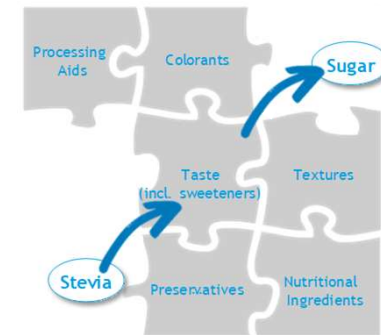 Processing
Aids
Colorants
Sugar
Taste
(incl. sweeteners)
Textures
Stevia
Preservatives
Nutritional
Ingredients